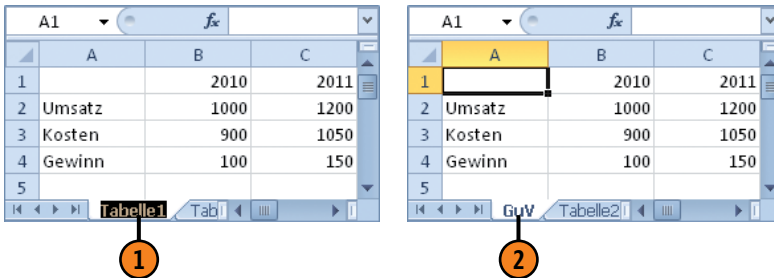 A1 fx
A B C
1 2010 2011
2 Umsatz 1000 1200
3 Kosten 900 1050
4 Gewinn 100 150
5
Tabelle1 Tab
1
A1 fx
A B C
1 2010 2011
2 Umsatz 1000 1200
3 Kosten 900 1050
4 Gewinn 100 150
5
GuV Tabelle2
2